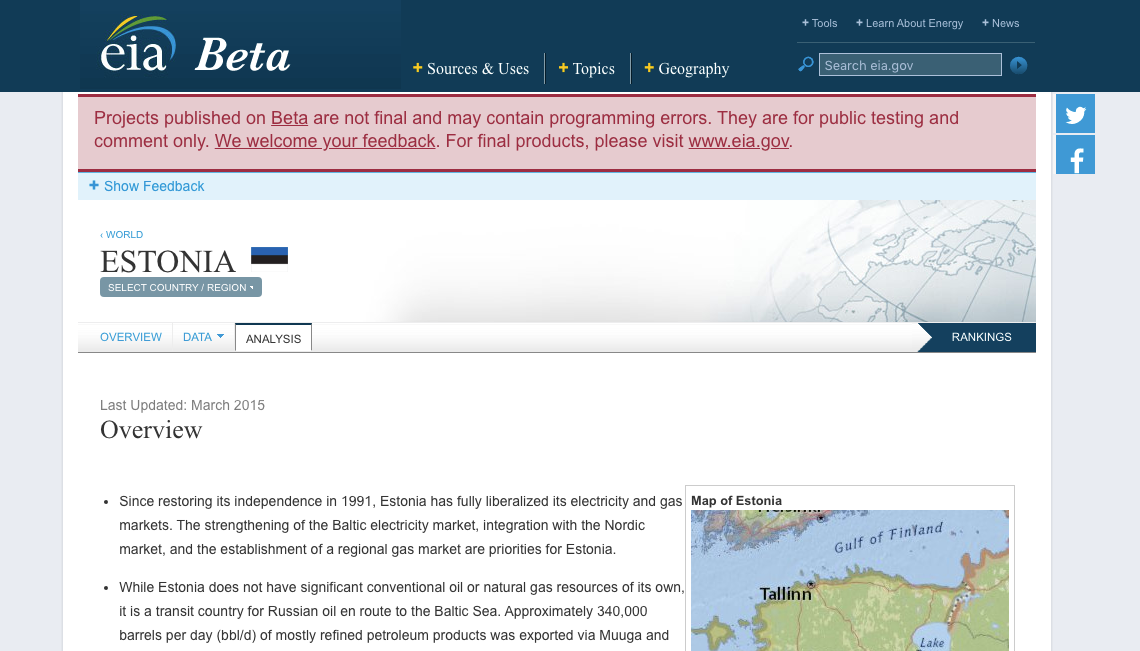 eia Beta
+ Tools + Learn About Energy + News
+ Sources & Uses + Topics + Geography
Search eia.gov
Projects published on Beta are not final and may contain programming errors. They are for public testing and
comment only. We welcome your feedback. For final products, please visit www.eia.gov.
+ Show Feedback
‹ WORLD
ESTONIA
SELECT COUNTRY / REGION
OVERVIEW DATA ANALYSIS RANKINGS
Last Updated: March 2015
Overview
• Since restoring its independence in 1991, Estonia has fully liberalized its electricity and gas
markets. The strengthening of the Baltic electricity market, integration with the Nordic
market, and the establishment of a regional gas market are priorities for Estonia.
• While Estonia does not have significant conventional oil or natural gas resources of its own,
it is a transit country for Russian oil en route to the Baltic Sea. Approximately 340,000
barrels per day (bbl/d) of mostly refined petroleum products was exported via Muuga and
Map of Estonia
Gulf of Finland
Tallinn
Lake